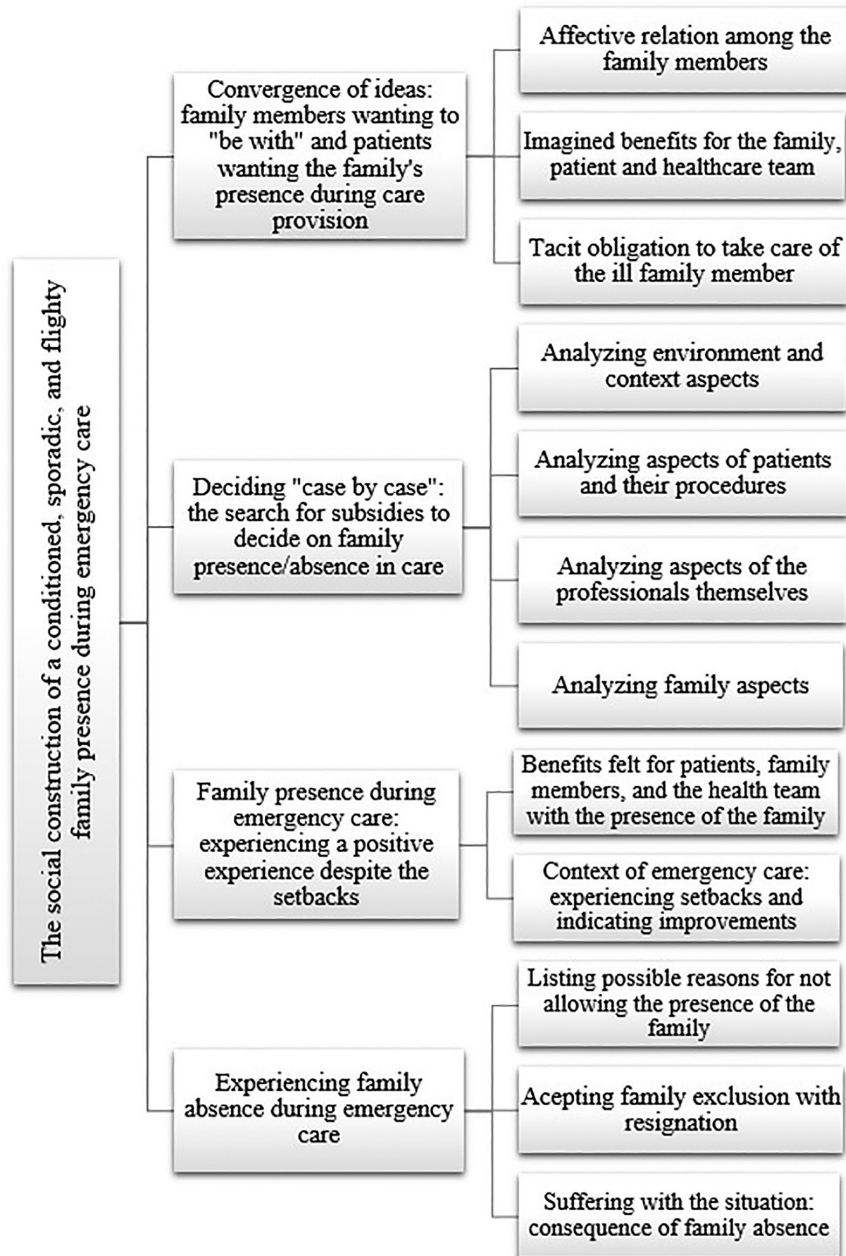 The social construction of a conditioned, sporadic, and flighty
family presence during emergency care
Convergence of ideas:
family members wanting to
"be with" and patients
wanting the family's
presence during care
provision
Affective relation among the
family members
Imagined benefits for the family,
patient and healthcare team
Tacit obligation to take care of
the ill family member
Deciding "case by case":
the search for subsidies to
decide on family
presence/absence in care
Analyzing environment and
context aspects
Analyzing aspects of patients
and their procedures
Analyzing aspects of the
professionals themselves
Analyzing family aspects
Family presence during
emergency care:
experiencing a positive
experience despite the
setbacks
Benefits felt for patients, family
members, and the health team
with the presence of the family
Context of emergency care:
experiencing setbacks and
indicating improvements
Experiencing family
absence during emergency
care
Listing possible reasons for not
allowing the presence of the
family
Acepting family exclusion with
resignation
Suffering with the situation:
consequence of family absence